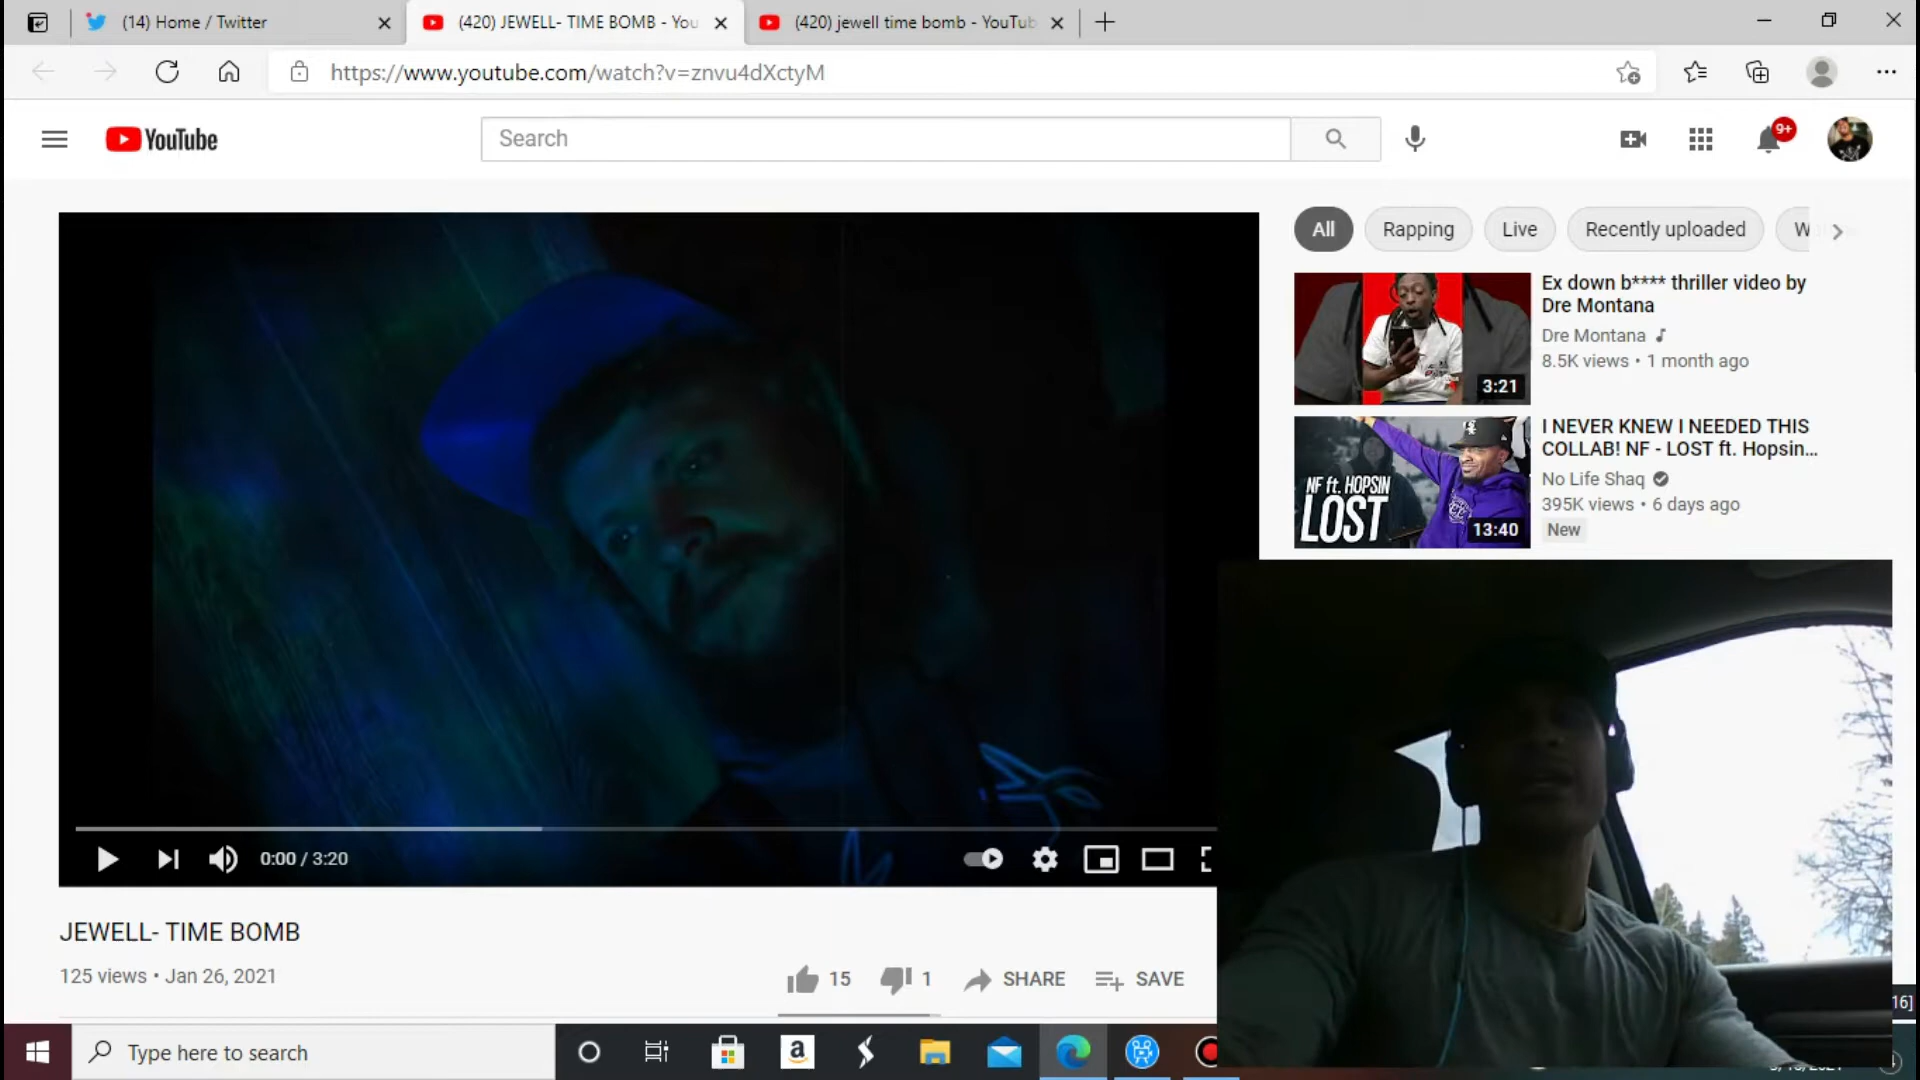 (14) Home / Twitter
(420) JEWELL- TIME BOMB - You
(420) jewell time bomb - YouTub
https://www.youtube.com/watch?v=znvu4dXctyM
YouTube
Search
9+
All
Rapping
Live
Recently uploaded
Ex down b**** thriller video by
Dre Montana
Dre Montana
8.5K views • 1 month ago
3:21
I NEVER KNEW I NEEDED THIS
COLLAB! NF - LOST ft. Hopsin...
No Life Shaq
395K views • 6 days ago
New
NF ft. HOPSIN
LOST
13:40
0:00 / 3:20
JEWELL- TIME BOMB
125 views • Jan 26, 2021
15
1
SHARE
SAVE
16]
Type here to search